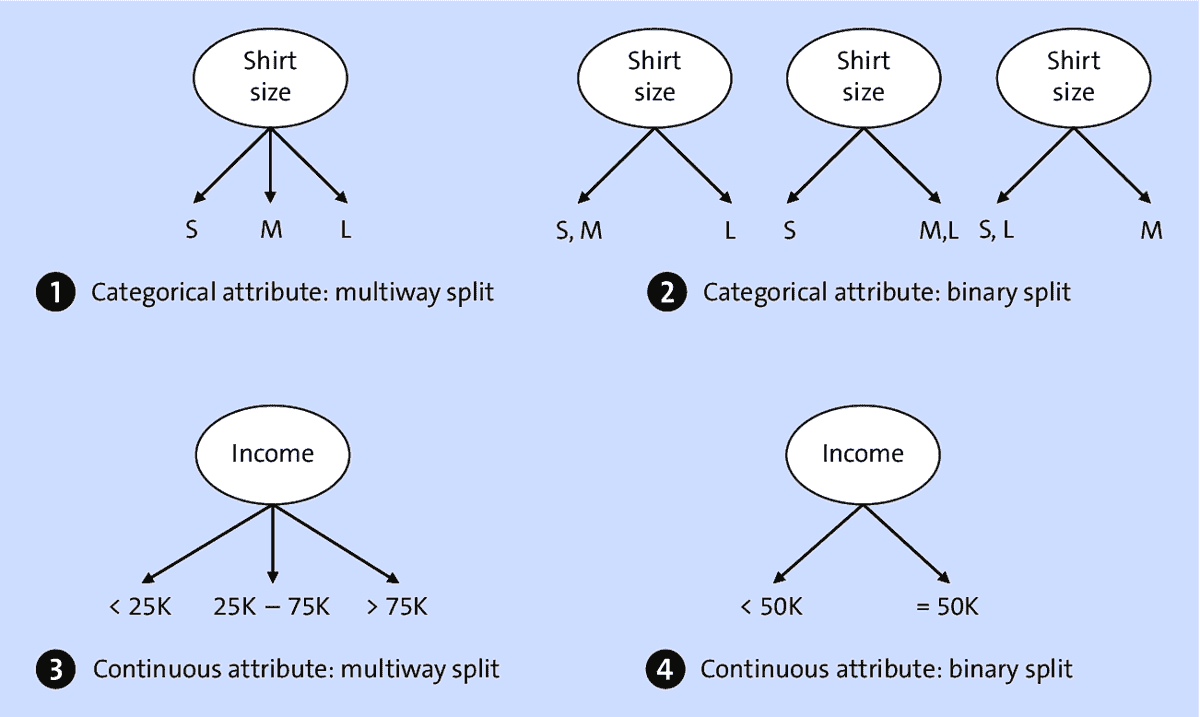 Shirt
size
S M L
1 Categorical attribute: multiway split
Shirt
size
S, M L
Shirt
size
S M,L
Shirt
size
S, L M
2 Categorical attribute: binary split
Income
< 25K 25K – 75K > 75K
3 Continuous attribute: multiway split
Income
< 50K = 50K
4 Continuous attribute: binary split